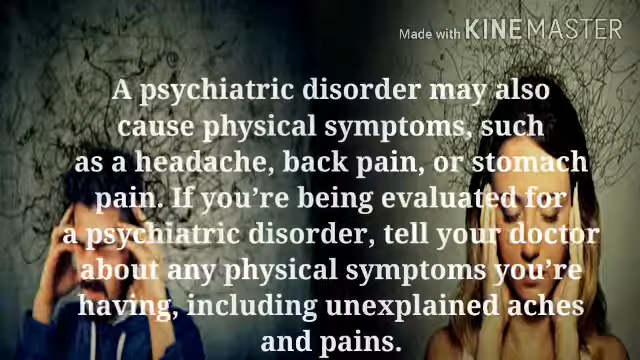 Made with KINEMASTER
A psychiatric disorder may also
cause physical symptoms, such
as a headache, back pain, or stomach
pain. If you’re being evaluated for
a psychiatric disorder, tell your doctor
about any physical symptoms you’re
having, including unexplained aches
and pains.